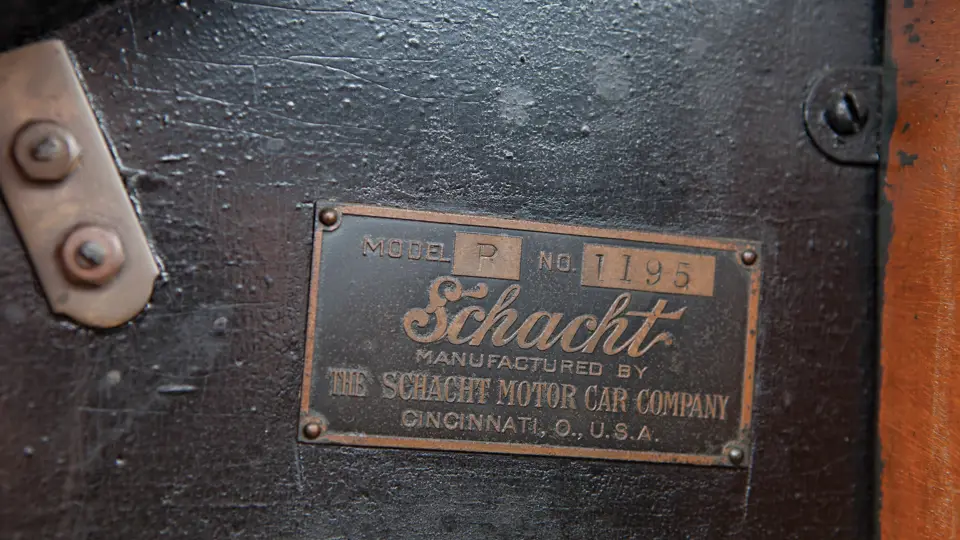 MODEL R NO. 1195
Schacht
MANUFACTURED BY
THE SCHACHT MOTOR CAR COMPANY
CINCINNATI, O., U.S.A.